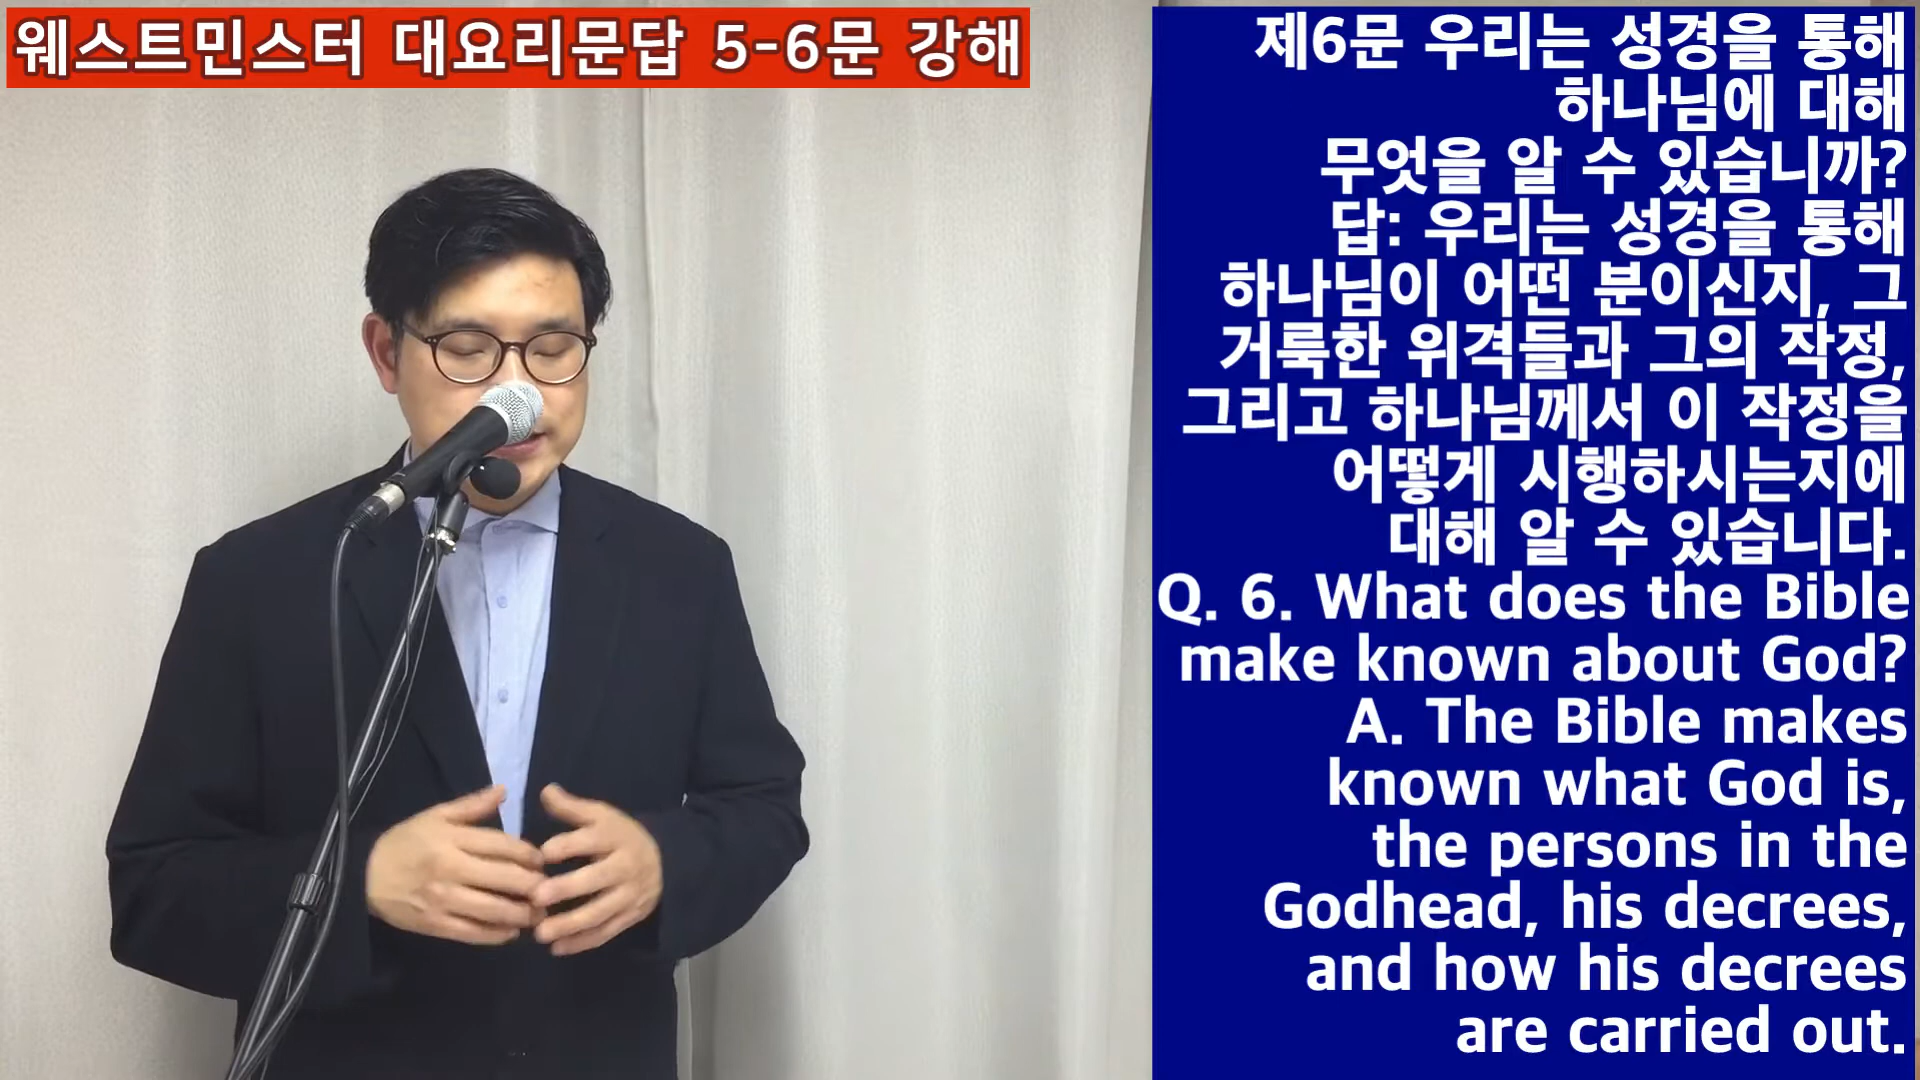 웨스트민스터 대요리문답 5-6문 강해
제6문 우리는 성경을 통해
하나님에 대해
무엇을 알 수 있습니까?
답: 우리는 성경을 통해
하나님이 어떤 분이신지, 그
거룩한 위격들과 그의 작정,
그리고 하나님께서 이 작정을
어떻게 시행하시는지에
대해 알 수 있습니다.
Q. 6. What does the Bible
make known about God?
A. The Bible makes
known what God is,
the persons in the
Godhead, his decrees,
and how his decrees
are carried out.